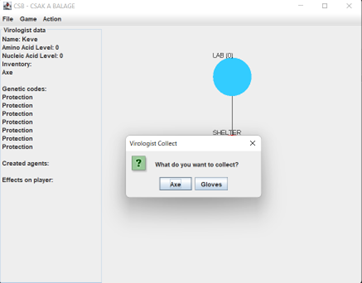 CSB - CSAK A BALAGE
File Game Action
Virologist data
Name: Keve
Amino Acid Level: 0
Nucleic Acid Level: 0
Inventory:
Axe
Genetic codes:
Protection
Protection
Protection
Protection
Protection
Protection
Protection
Created agents:
Effects on player:
LAB (0)
SHELTER
Virologist Collect
What do you want to collect?
Axe Gloves